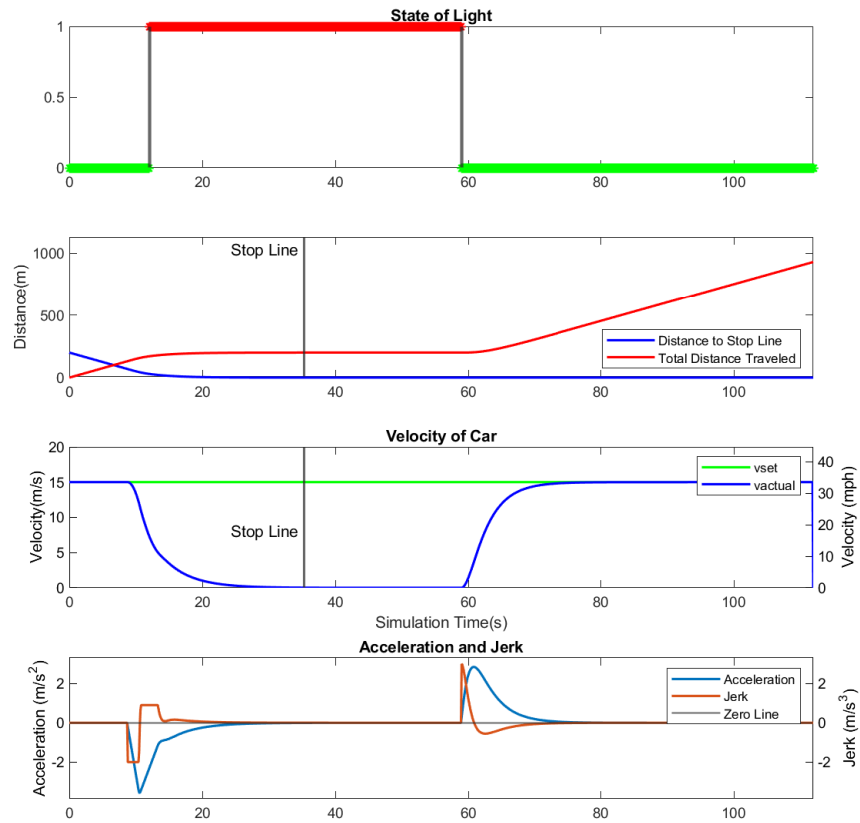 State of Light
1
0.5
0
0 20 40 60 80 100
Stop Line
Distance(m)
1000
500
0
Distance to Stop Line
Total Distance Traveled
0 20 40 60 80 100
Velocity of Car
Velocity(m/s)
20
15
10
5
0
vset
vactual
Stop Line
Velocity (mph)
40
30
20
10
0
0 20 40 60 80 100
Simulation Time(s)
Acceleration and Jerk
Acceleration (m/s²)
2
0
-2
Acceleration
Jerk
Zero Line
Jerk (m/s³)
2
0
-2
0 20 40 60 80 100